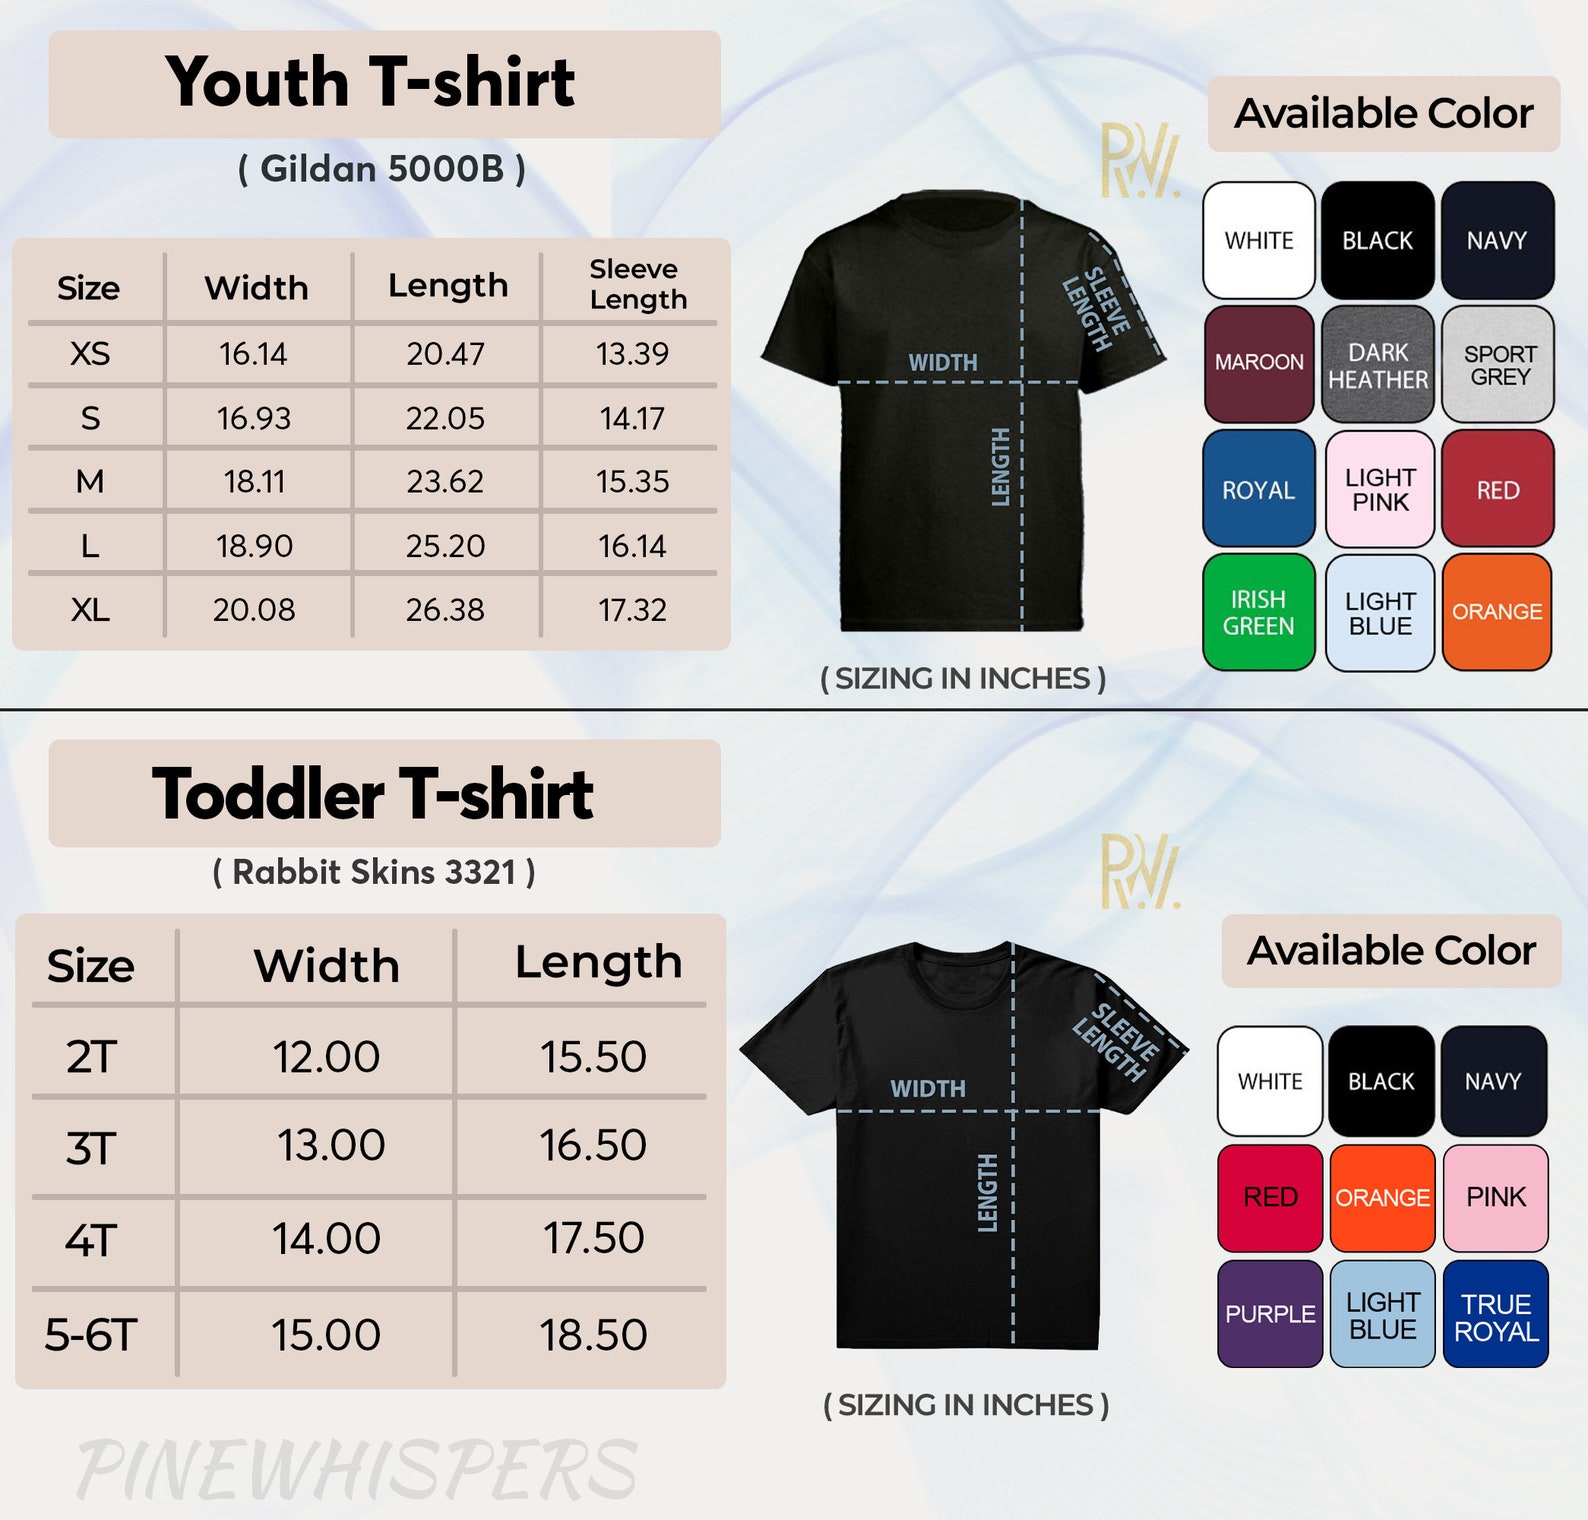 Youth T-shirt
( Gildan 5000B )
Size Width Length Sleeve Length
XS 16.14 20.47 13.39
S 16.93 22.05 14.17
M 18.11 23.62 15.35
L 18.90 25.20 16.14
XL 20.08 26.38 17.32
WIDTH
LENGTH
SLEEVE
LENGTH
( SIZING IN INCHES )
Available Color
WHITE BLACK NAVY
MAROON DARK HEATHER SPORT GREY
ROYAL LIGHT PINK RED
IRISH GREEN LIGHT BLUE ORANGE
Toddler T-shirt
( Rabbit Skins 3321 )
Size Width Length
2T 12.00 15.50
3T 13.00 16.50
4T 14.00 17.50
5-6T 15.00 18.50
WIDTH
LENGTH
SLEEVE
LENGTH
( SIZING IN INCHES )
Available Color
WHITE BLACK NAVY
RED ORANGE PINK
PURPLE LIGHT BLUE TRUE ROYAL
PINEWHISPERS